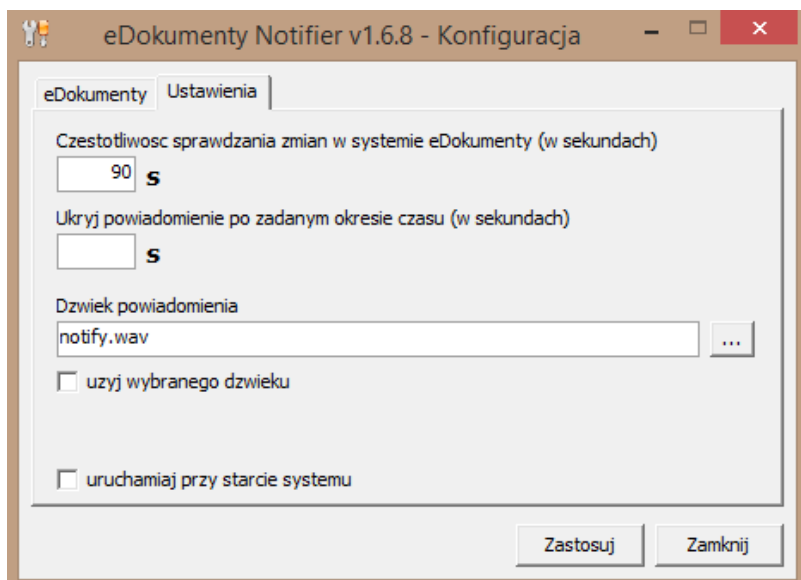 eDokumenty Notifier v1.6.8 - Konfiguracja
eDokumenty Ustawienia
Czestotliwosc sprawdzania zmian w systemie eDokumenty (w sekundach)
90 s
Ukryj powiadomienie po zadanym okresie czasu (w sekundach)
s
Dzwiek powiadomienia
notify.wav ...
uzyj wybranego dzwieku
uruchamiaj przy starcie systemu
Zastosuj Zamknij